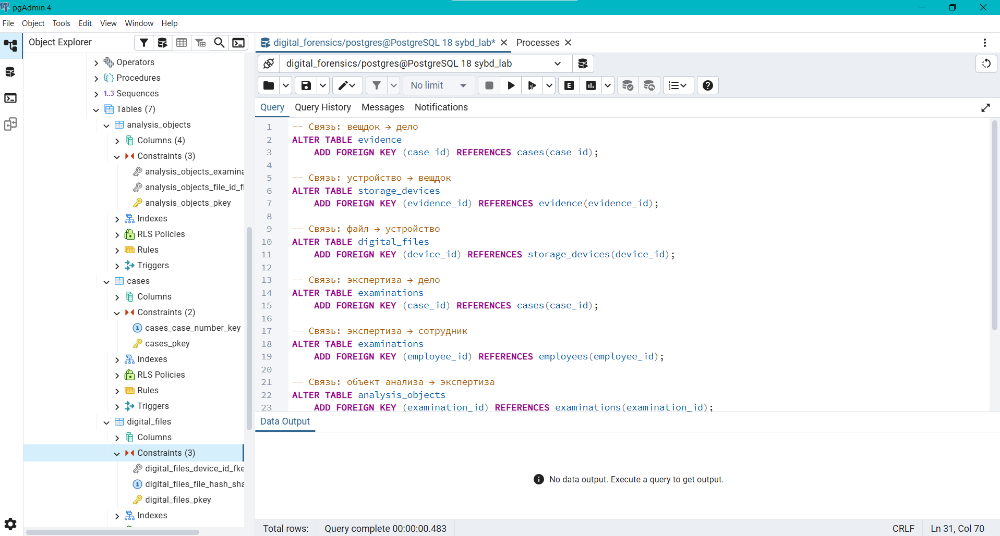 pgAdmin 4
File Object Tools Edit View Window Help
Object Explorer
Operators
Procedures
1..3 Sequences
Tables (7)
analysis_objects
Columns (4)
Constraints (3)
analysis_objects_examina
analysis_objects_file_id_fl
analysis_objects_pkey
Indexes
RLS Policies
Rules
Triggers
cases
Columns
Constraints (2)
cases_case_number_key
cases_pkey
Indexes
RLS Policies
Rules
Triggers
digital_files
Columns
Constraints (3)
digital_files_device_id_fke
digital_files_file_hash_sha
digital_files_pkey
Indexes
digital_forensics/postgres@PostgreSQL 18 sybd_lab* Processes
digital_forensics/postgres@PostgreSQL 18 sybd_lab
No limit E
Query Query History Messages Notifications
1 -- Связь: вещдок → дело
2 ALTER TABLE evidence
3 ADD FOREIGN KEY (case_id) REFERENCES cases(case_id);
4
5 -- Связь: устройство → вещдок
6 ALTER TABLE storage_devices
7 ADD FOREIGN KEY (evidence_id) REFERENCES evidence(evidence_id);
8
9 -- Связь: файл → устройство
10 ALTER TABLE digital_files
11 ADD FOREIGN KEY (device_id) REFERENCES storage_devices(device_id);
12
13 -- Связь: экспертиза → дело
14 ALTER TABLE examinations
15 ADD FOREIGN KEY (case_id) REFERENCES cases(case_id);
16
17 -- Связь: экспертиза → сотрудник
18 ALTER TABLE examinations
19 ADD FOREIGN KEY (employee_id) REFERENCES employees(employee_id);
20
21 -- Связь: объект анализа → экспертиза
22 ALTER TABLE analysis_objects
23 ADD FOREIGN KEY (examination_id) REFERENCES examinations(examination_id);
Data Output
No data output. Execute a query to get output.
Total rows: Query complete 00:00:00.483 CRLF Ln 31, Col 70